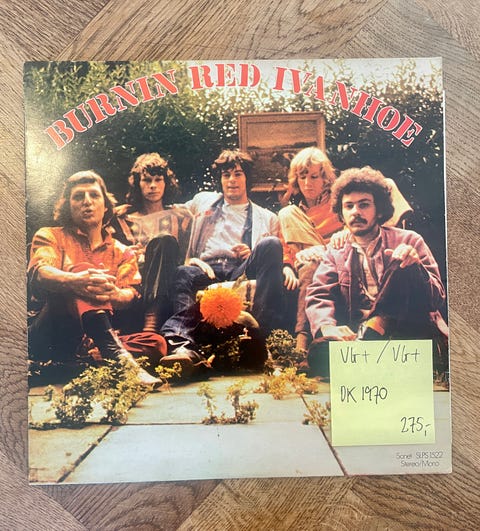 BURNIN RED IVANHOE
VG+ / VG+
DK 1970
275,-
Sonet SLPS 1522
Stereo/Mono